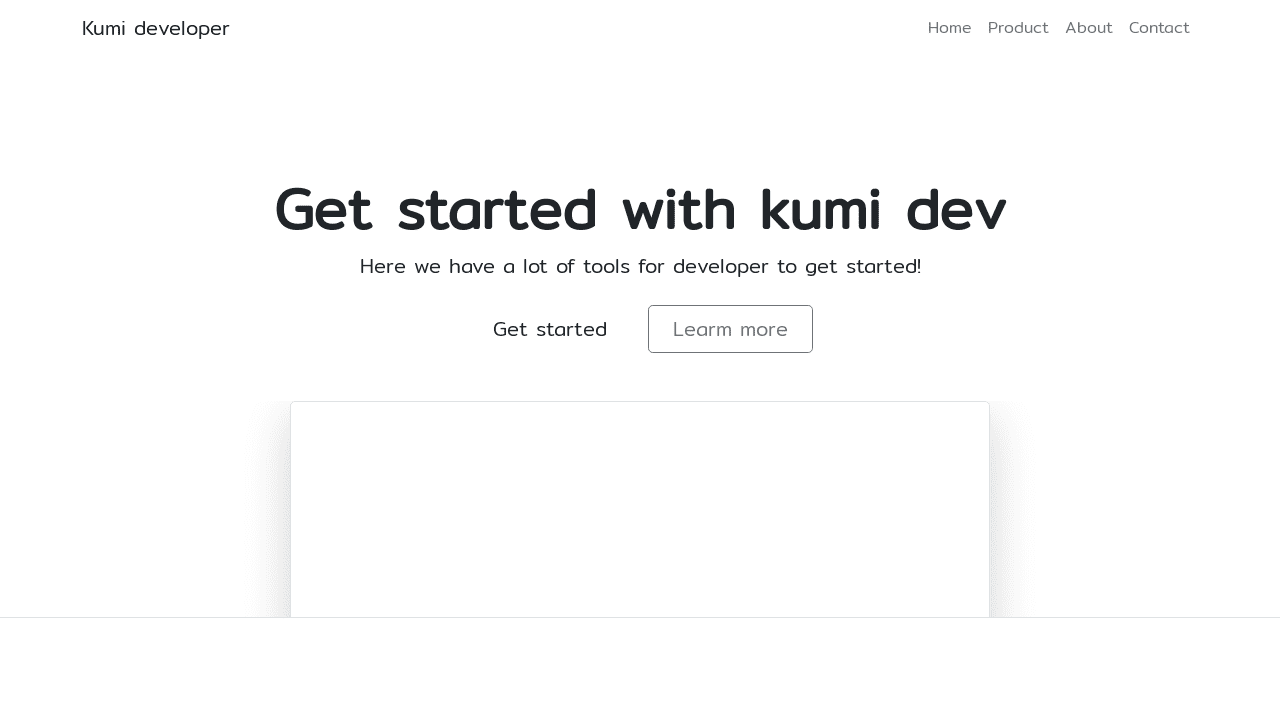 Kumi developer
Home Product About Contact
Get started with kumi dev
Here we have a lot of tools for developer to get started!
Get started
Learm more